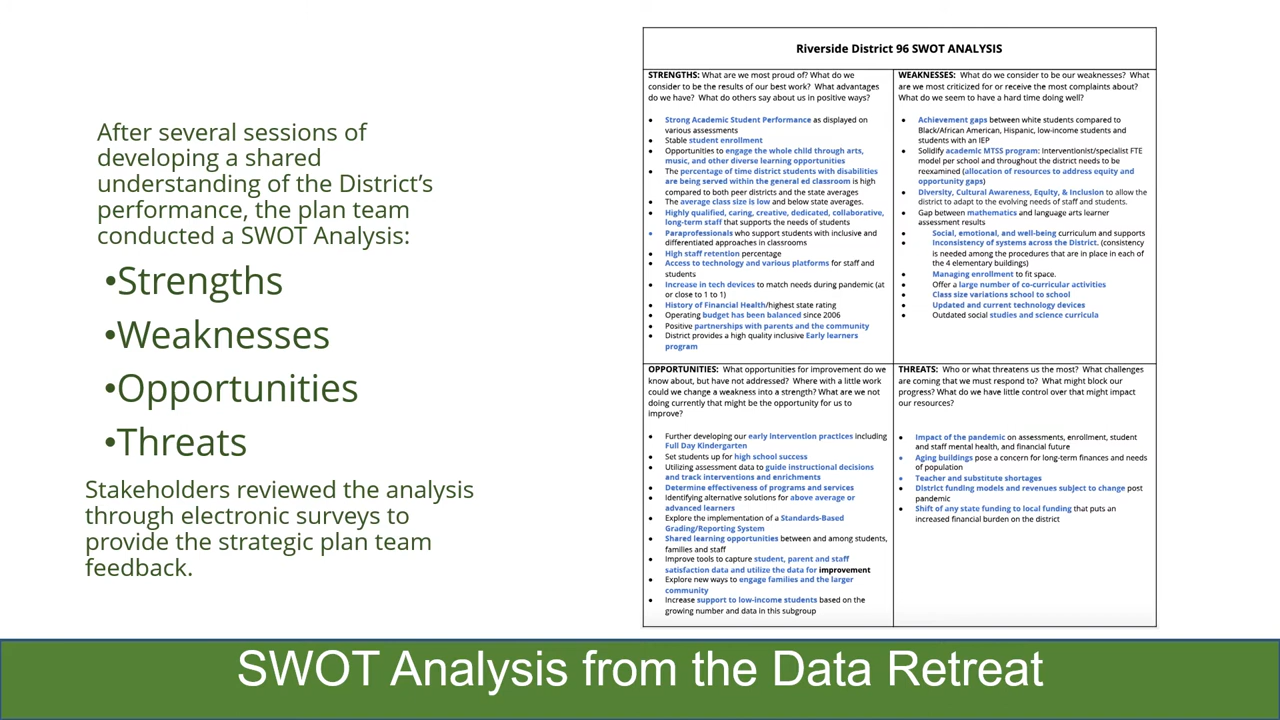 After several sessions of
developing a shared
understanding of the District’s
performance, the plan team
conducted a SWOT Analysis:
•Strengths
•Weaknesses
•Opportunities
•Threats
Stakeholders reviewed the analysis
through electronic surveys to
provide the strategic plan team
feedback.
Riverside District 96 SWOT ANALYSIS
STRENGTHS: What are we most proud of? What do we
consider to be the results of our best work? What advantages
do we have? What do others say about us in positive ways?
● Strong Academic Student Performance as displayed on
various assessments
● Stable student enrollment
● Opportunities to engage the whole child through arts,
music, and other diverse learning opportunities
● The percentage of time district students with disabilities
are being served within the general ed classroom is high
compared to both peer districts and the state averages
● The average class size is low and below state averages.
● Highly qualified, caring, creative, dedicated, collaborative,
long-term staff that supports the needs of students
● Paraprofessionals who support students with inclusive and
differentiated approaches in classrooms
● High staff retention percentage
● Access to technology and various platforms for staff and
students
● Increase in tech devices to match needs during pandemic (at
or close to 1 to 1)
● History of Financial Health/highest state rating
● Operating budget has been balanced since 2006
● Positive partnerships with parents and the community
● District provides a high quality inclusive Early learners
program
WEAKNESSES: What do we consider to be our weaknesses? What
are we most criticized for or receive the most complaints about?
What do we seem to have a hard time doing well?
● Achievement gaps between white students compared to
Black/African American, Hispanic, low-income students and
students with an IEP
● Solidify academic MTSS program: Interventionist/specialist FTE
model per school and throughout the district needs to be
reexamined (allocation of resources to address equity and
opportunity gaps)
● Diversity, Cultural Awareness, Equity, & Inclusion to allow the
district to adapt to the evolving needs of staff and students.
● Gap between mathematics and language arts learner
assessment results
● Social, emotional, and well-being curriculum and supports
● Inconsistency of systems across the District. (consistency
is needed among the procedures that are in place in each of
the 4 elementary buildings)
● Managing enrollment to fit space.
● Offer a large number of co-curricular activities
● Class size variations school to school
● Updated and current technology devices
● Outdated social studies and science curricula
OPPORTUNITIES: What opportunities for improvement do we
know about, but have not addressed? Where with a little work
could we change a weakness into a strength? What are we not
doing currently that might be the opportunity for us to
improve?
● Further developing our early intervention practices including
Full Day Kindergarten
● Set students up for high school success
● Utilizing assessment data to guide instructional decisions
and track interventions and enrichments
● Determine effectiveness of programs and services
● Identifying alternative solutions for above average or
advanced learners
● Explore the implementation of a Standards-Based
Grading/Reporting System
● Shared learning opportunities between and among students,
families and staff
● Improve tools to capture student, parent and staff
satisfaction data and utilize the data for improvement
● Explore new ways to engage families and the larger
community
● Increase support to low-income students based on the
growing number and data in this subgroup
THREATS: Who or what threatens us the most? What challenges
are coming that we must respond to? What might block our
progress? What do we have little control over that might impact
our resources?
● Impact of the pandemic on assessments, enrollment, student
and staff mental health, and financial future
● Aging buildings pose a concern for long-term finances and needs
of population
● Teacher and substitute shortages
● District funding models and revenues subject to change post
pandemic
● Shift of any state funding to local funding that puts an
increased financial burden on the district
SWOT Analysis from the Data Retreat